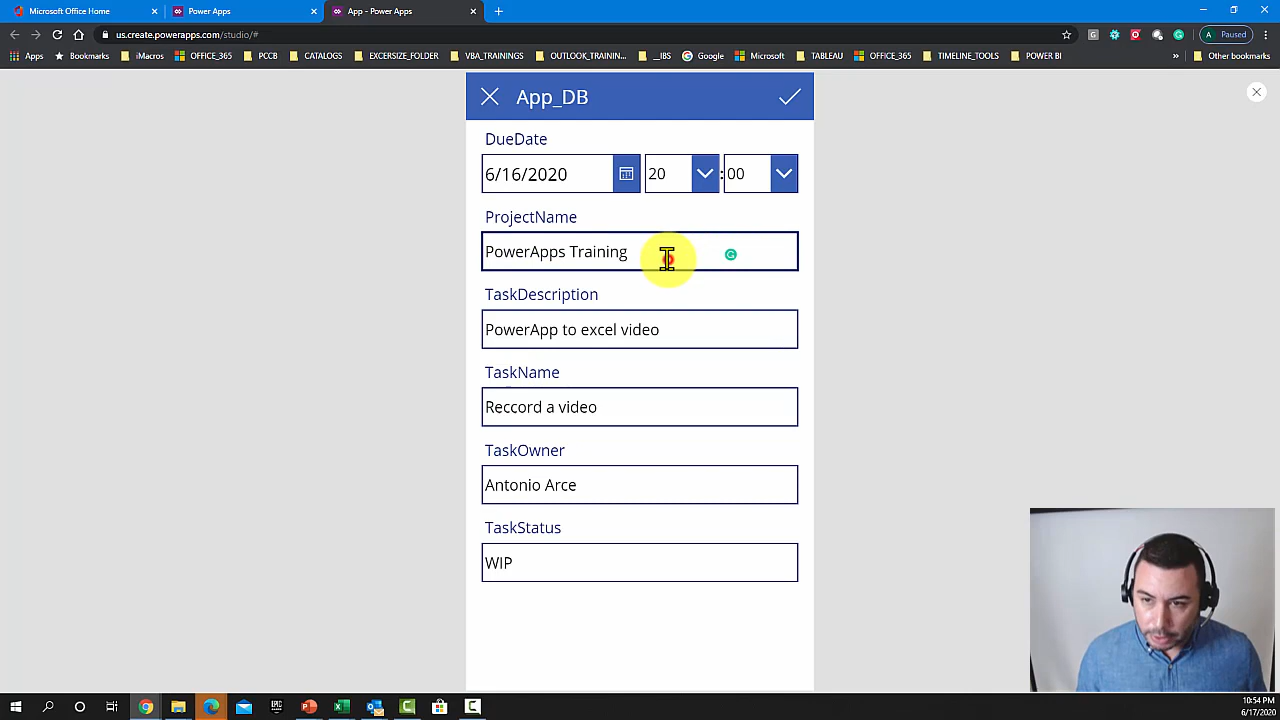 Microsoft Office Home
Power Apps
App - Power Apps
us.create.powerapps.com/studio/#
Paused
Apps
Bookmarks
iMacros
OFFICE_365
PCCB
CATALOGS
EXCERSIZE_FOLDER
VBA_TRAININGS
OUTLOOK_TRAININ...
__IBS
Google
Microsoft
TABLEAU
OFFICE_365
TIMELINE_TOOLS
POWER BI
Other bookmarks
App_DB
DueDate
6/16/2020 20 : 00
ProjectName
PowerApps Training
TaskDescription
PowerApp to excel video
TaskName
Reccord a video
TaskOwner
Antonio Arce
TaskStatus
WIP
10:54 PM
6/17/2020